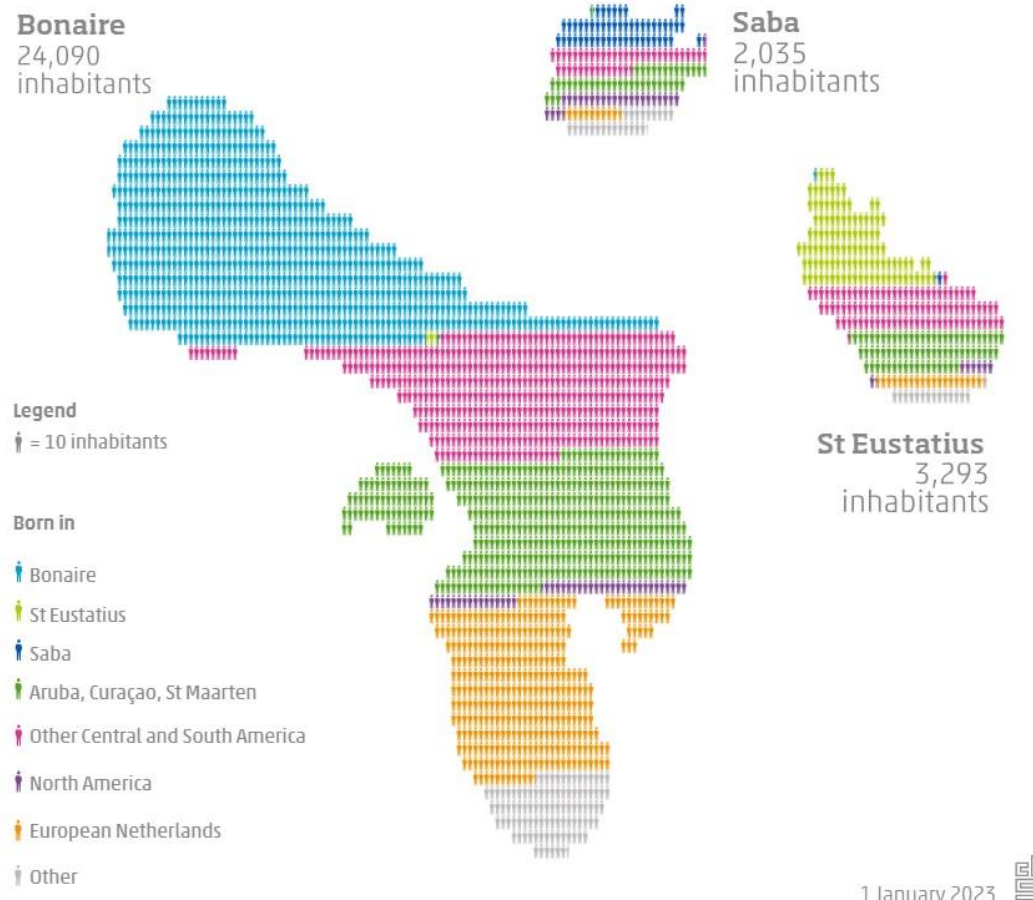 Bonaire
24,090
inhabitants
Saba
2,035
inhabitants
St Eustatius
3,293
inhabitants
Legend
= 10 inhabitants
Born in
Bonaire
St Eustatius
Saba
Aruba, Curaçao, St Maarten
Other Central and South America
North America
European Netherlands
Other
1 January 2023